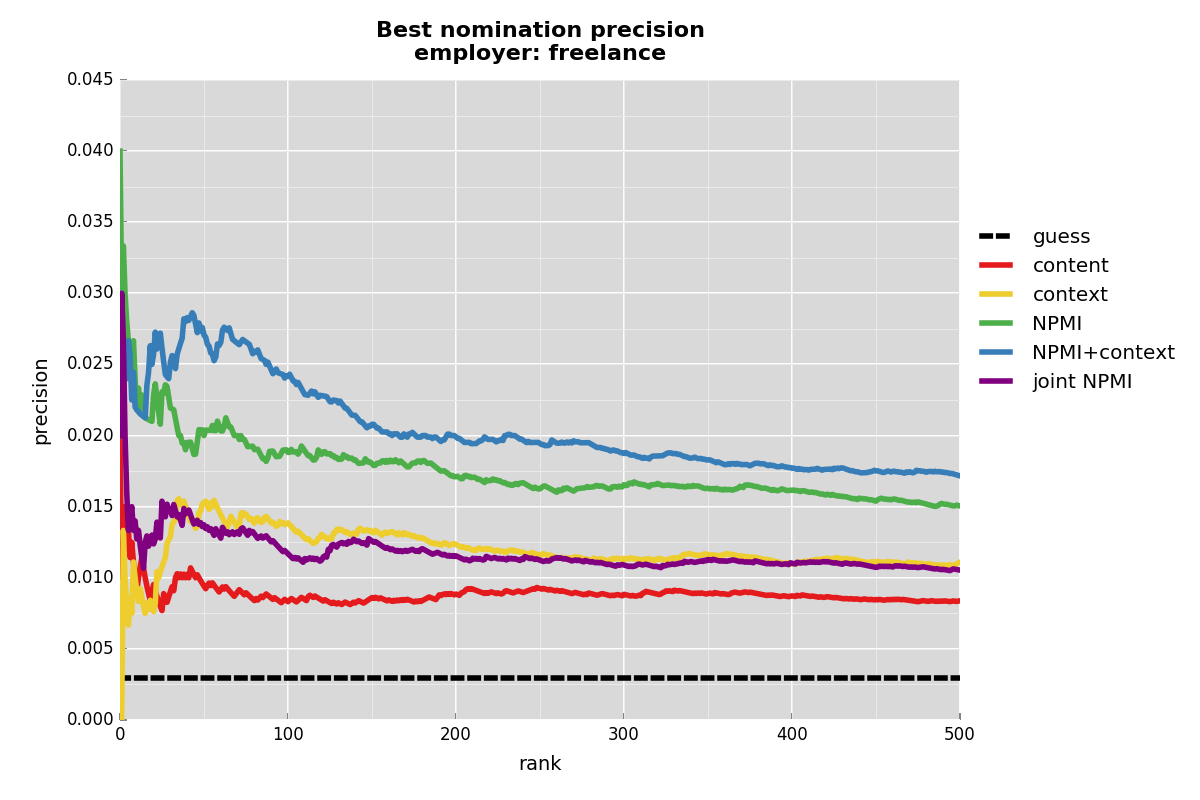 Best nomination precision
employer: freelance
precision
0.045
0.040
0.035
0.030
0.025
0.020
0.015
0.010
0.005
0.000
0
100
200
300
400
500
rank
guess
content
context
NPMI
NPMI+context
joint NPMI